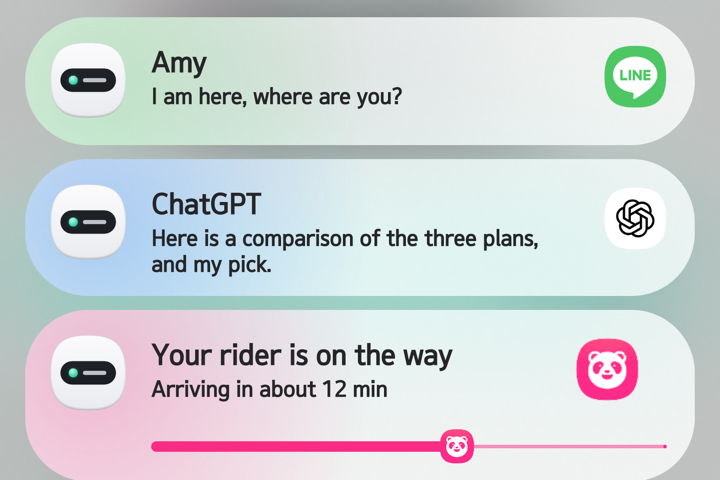 Amy
I am here, where are you?
LINE
ChatGPT
Here is a comparison of the three plans,
and my pick.
Your rider is on the way
Arriving in about 12 min